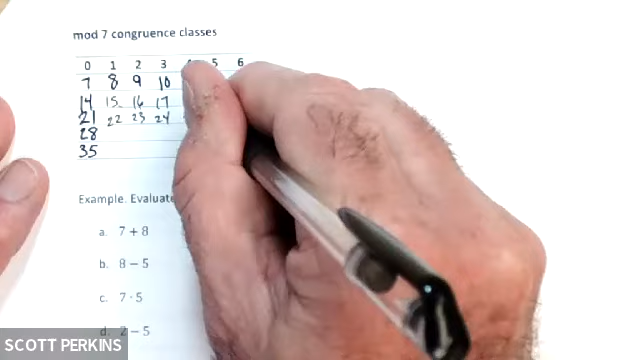 mod 7 congruence classes
0 1 2 3 5 6
7 8 9 10
14 15 16 17
21 22 23 24
28
35
Example. Evaluate
a. 7 + 8
b. 8 − 5
c. 7 · 5
d. 2 − 5
SCOTT PERKINS